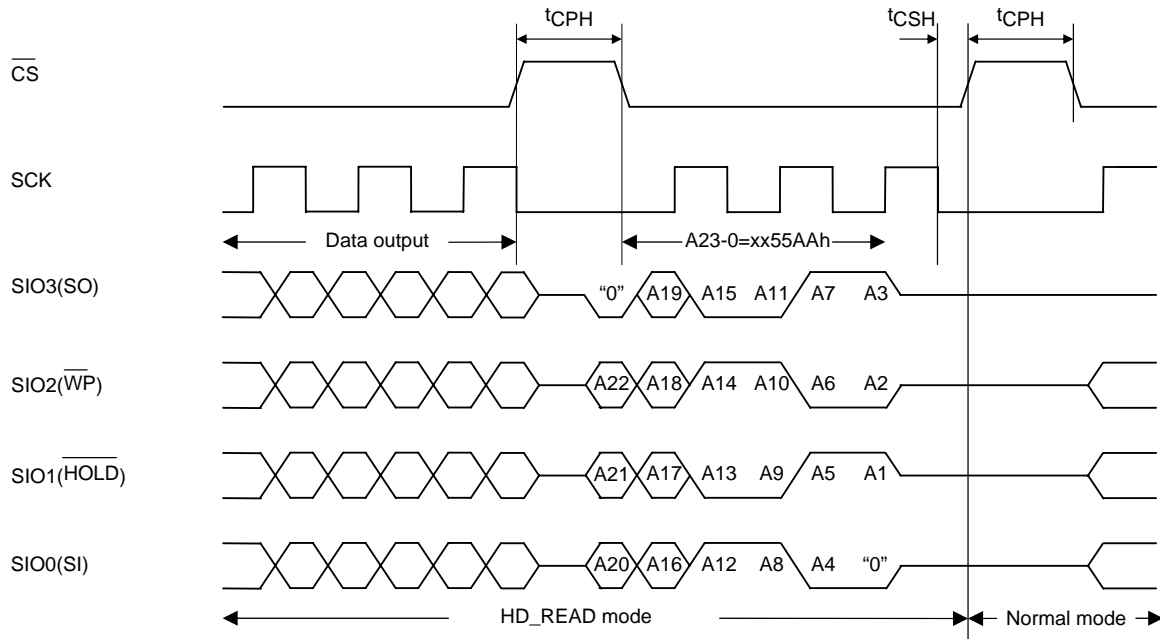 tCPH tCSH tCPH
CS
SCK
Data output A23-0=xx55AAh
SIO3(SO) “0” A19 A15 A11 A7 A3
SIO2(WP) A22 A18 A14 A10 A6 A2
SIO1(HOLD) A21 A17 A13 A9 A5 A1
SIO0(SI) A20 A16 A12 A8 A4 “0”
HD_READ mode Normal mode